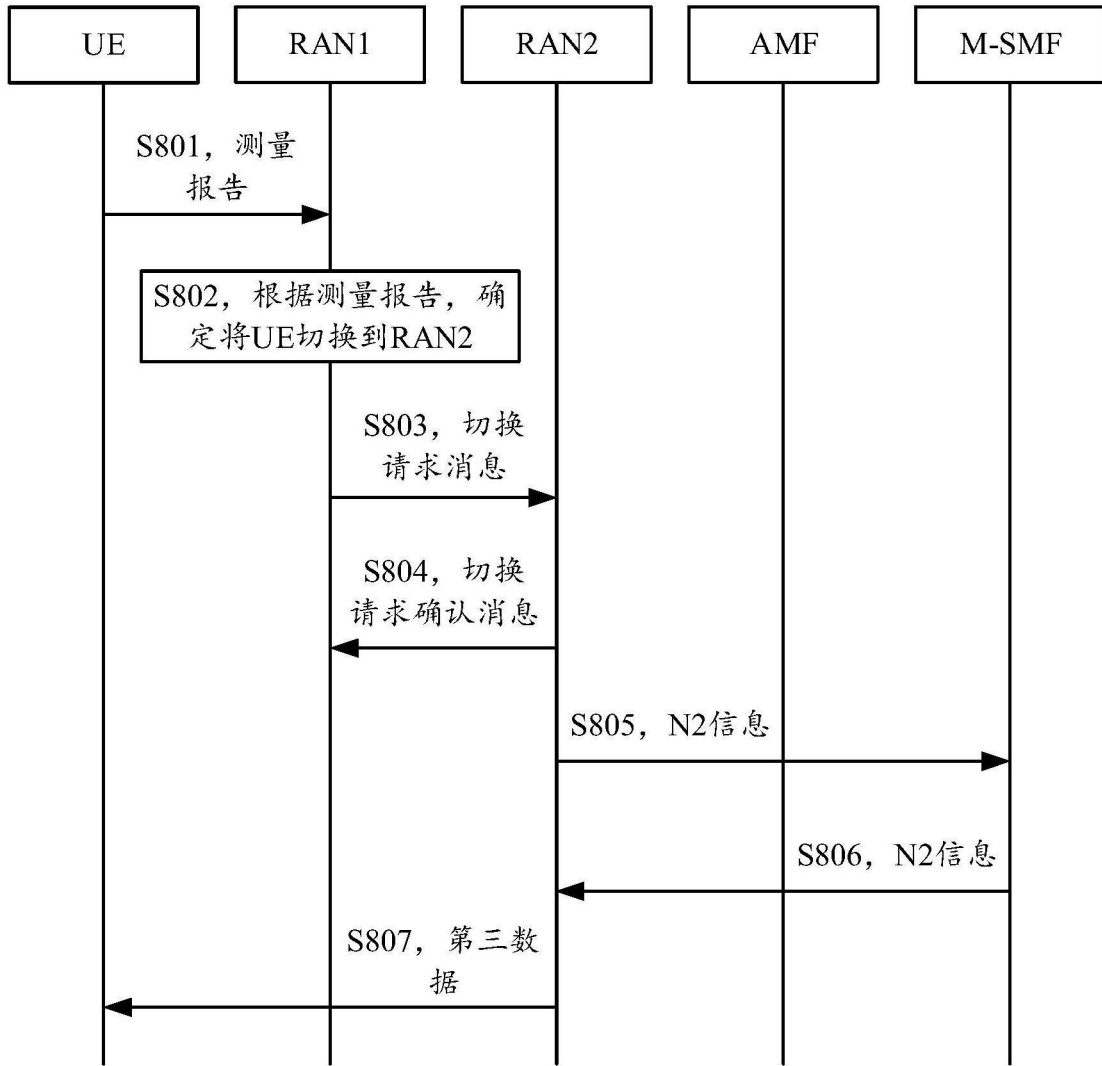 UE
RAN1
RAN2
AMF
M-SMF
S801，测量
报告
S802，根据测量报告，确
定将UE切换到RAN2
S803，切换
请求消息
S804，切换
请求确认消息
S805，N2信息
S806，N2信息
S807，第三数
据